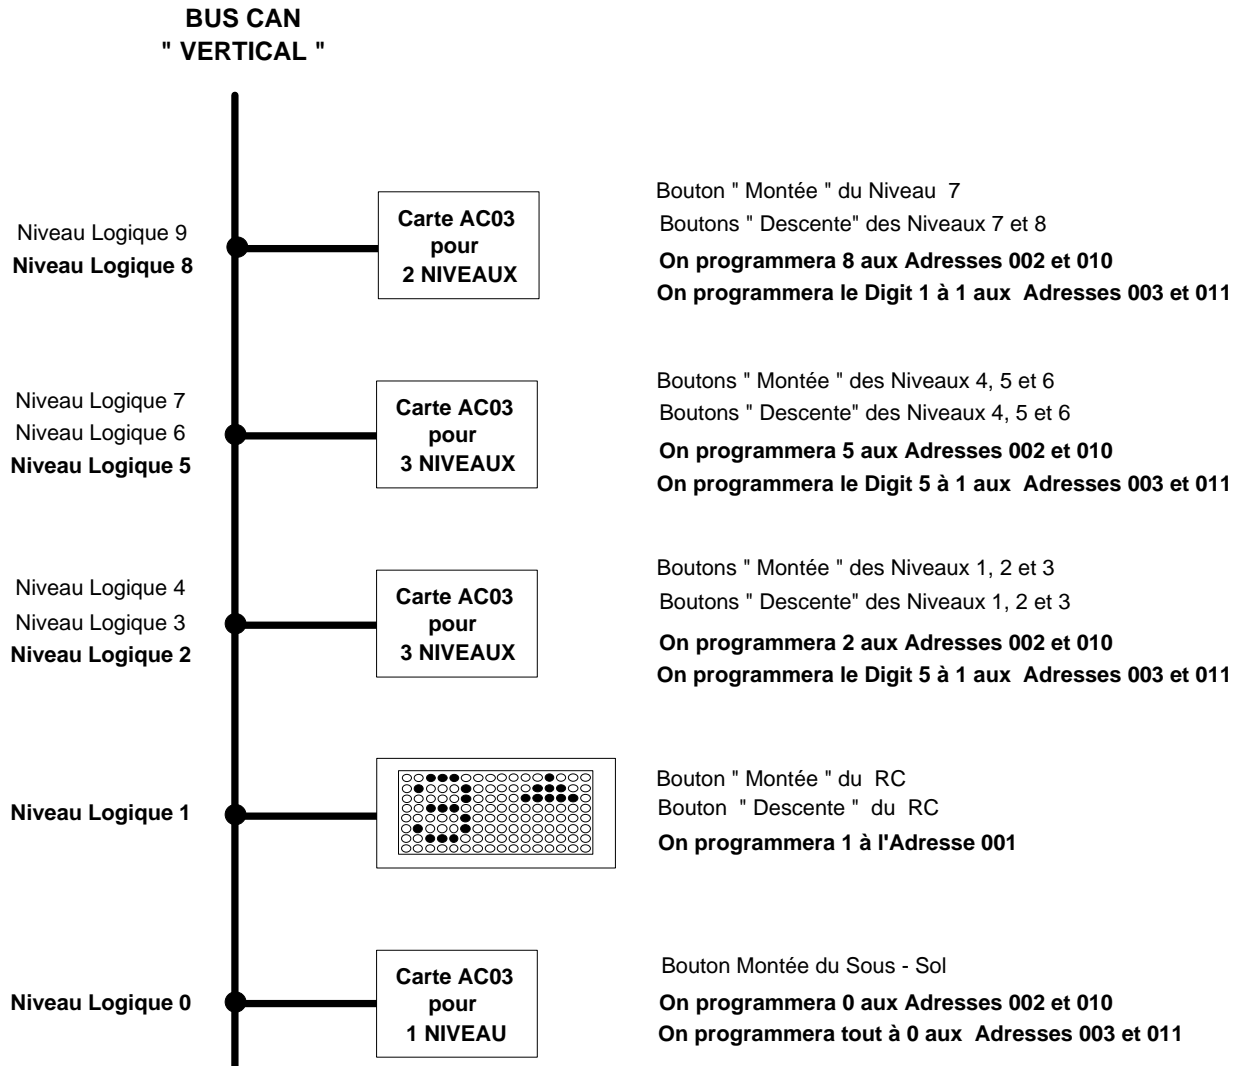 BUS CAN
" VERTICAL "
Niveau Logique 9
Niveau Logique 8
Carte AC03
pour
2 NIVEAUX
Bouton " Montée " du Niveau 7
Boutons " Descente" des Niveaux 7 et 8
On programmera 8 aux Adresses 002 et 010
On programmera le Digit 1 à 1 aux Adresses 003 et 011
Niveau Logique 7
Niveau Logique 6
Niveau Logique 5
Carte AC03
pour
3 NIVEAUX
Boutons " Montée " des Niveaux 4, 5 et 6
Boutons " Descente" des Niveaux 4, 5 et 6
On programmera 5 aux Adresses 002 et 010
On programmera le Digit 5 à 1 aux Adresses 003 et 011
Niveau Logique 4
Niveau Logique 3
Niveau Logique 2
Carte AC03
pour
3 NIVEAUX
Boutons " Montée " des Niveaux 1, 2 et 3
Boutons " Descente" des Niveaux 1, 2 et 3
On programmera 2 aux Adresses 002 et 010
On programmera le Digit 5 à 1 aux Adresses 003 et 011
Niveau Logique 1
Bouton " Montée " du RC
Bouton " Descente " du RC
On programmera 1 à l'Adresse 001
Niveau Logique 0
Carte AC03
pour
1 NIVEAU
Bouton Montée du Sous - Sol
On programmera 0 aux Adresses 002 et 010
On programmera tout à 0 aux Adresses 003 et 011